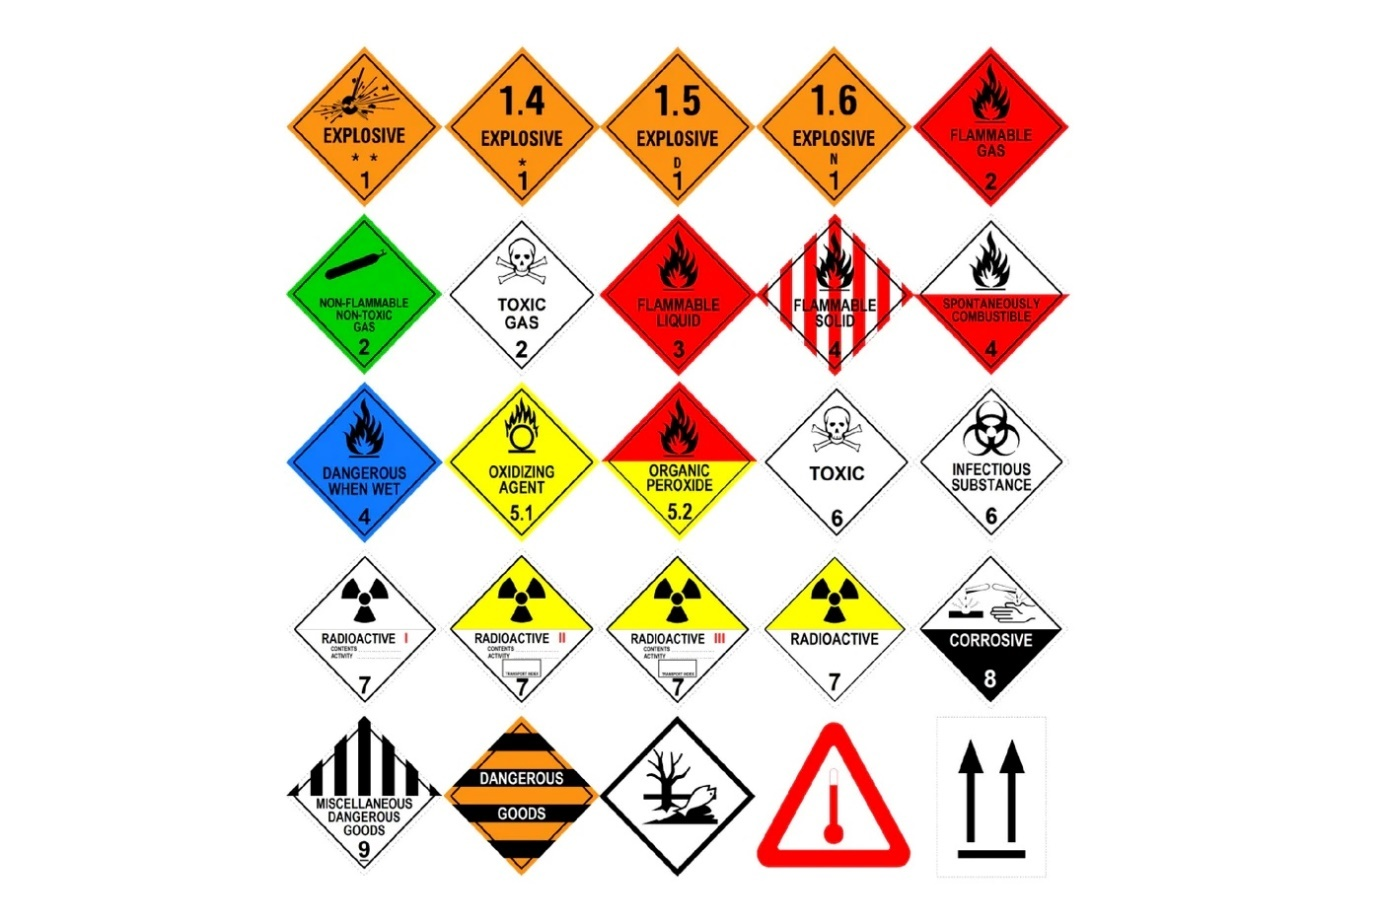 EXPLOSIVE
* *
1
1.4
EXPLOSIVE
*
1
1.5
EXPLOSIVE
D
1
1.6
EXPLOSIVE
N
1
FLAMMABLE
GAS
2
NON-FLAMMABLE
NON-TOXIC
GAS
2
TOXIC
GAS
2
FLAMMABLE
LIQUID
3
FLAMMABLE
SOLID
4
SPONTANEOUSLY
COMBUSTIBLE
4
DANGEROUS
WHEN WET
4
OXIDIZING
AGENT
5.1
ORGANIC
PEROXIDE
5.2
TOXIC
6
INFECTIOUS
SUBSTANCE
6
RADIOACTIVE I
CONTENTS
ACTIVITY
7
RADIOACTIVE II
CONTENTS
ACTIVITY
TRANSPORT INDEX
7
RADIOACTIVE III
CONTENTS
ACTIVITY
TRANSPORT INDEX
7
RADIOACTIVE
7
CORROSIVE
8
MISCELLANEOUS
DANGEROUS
GOODS
9
DANGEROUS
GOODS